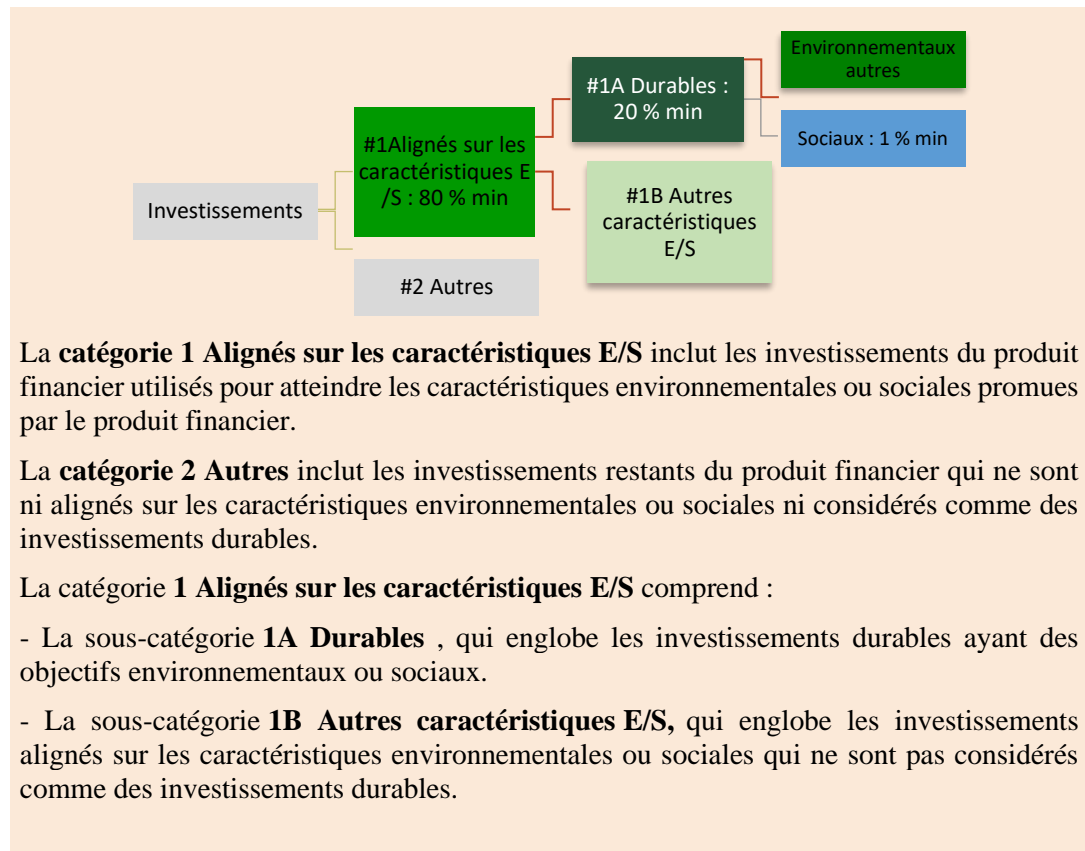 Environnementaux
autres
#1A Durables :
20 % min
Sociaux : 1 % min
#1Alignés sur les
caractéristiques E
/S : 80 % min
Investissements
#1B Autres
caractéristiques
E/S
#2 Autres
La catégorie 1 Alignés sur les caractéristiques E/S inclut les investissements du produit
financier utilisés pour atteindre les caractéristiques environnementales ou sociales promues
par le produit financier.
La catégorie 2 Autres inclut les investissements restants du produit financier qui ne sont
ni alignés sur les caractéristiques environnementales ou sociales ni considérés comme des
investissements durables.
La catégorie 1 Alignés sur les caractéristiques E/S comprend :
- La sous-catégorie 1A Durables , qui englobe les investissements durables ayant des
objectifs environnementaux ou sociaux.
- La sous-catégorie 1B Autres caractéristiques E/S, qui englobe les investissements
alignés sur les caractéristiques environnementales ou sociales qui ne sont pas considérés
comme des investissements durables.